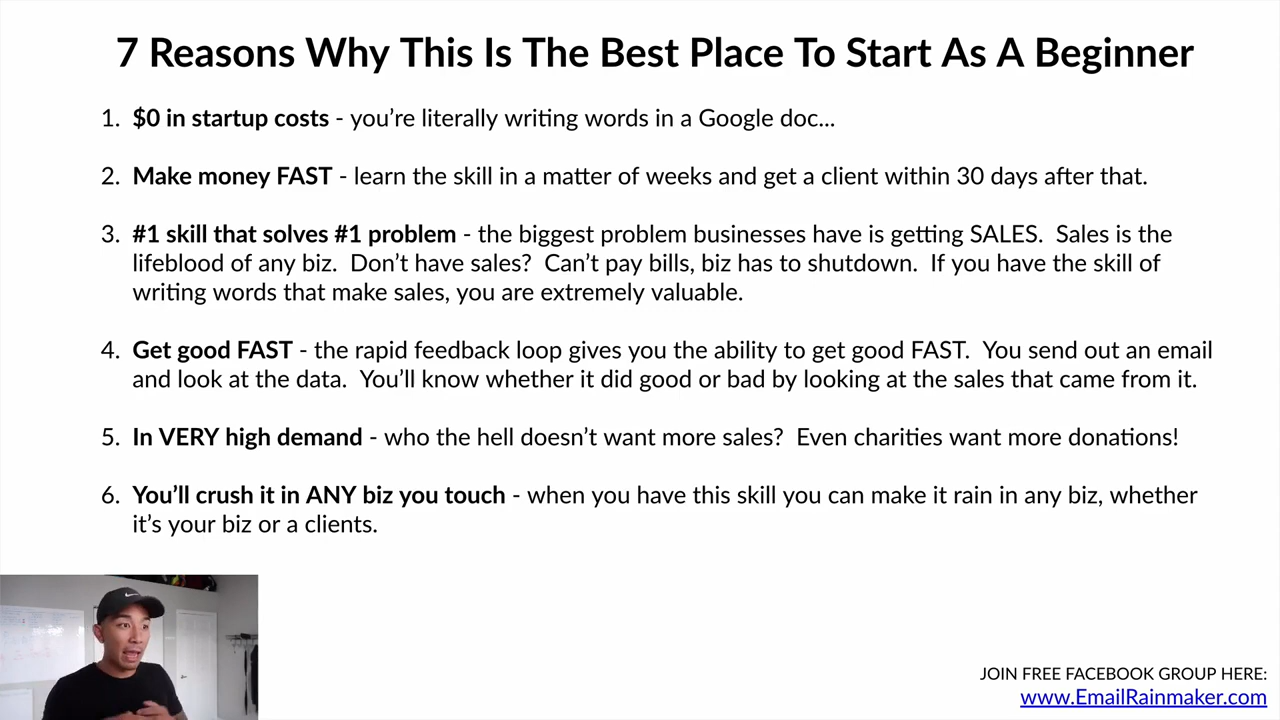 7 Reasons Why This Is The Best Place To Start As A Beginner
1. $0 in startup costs - you’re literally writing words in a Google doc...
2. Make money FAST - learn the skill in a matter of weeks and get a client within 30 days after that.
3. #1 skill that solves #1 problem - the biggest problem businesses have is getting SALES.  Sales is the
lifeblood of any biz.  Don’t have sales?  Can’t pay bills, biz has to shutdown.  If you have the skill of
writing words that make sales, you are extremely valuable.
4. Get good FAST - the rapid feedback loop gives you the ability to get good FAST.  You send out an email
and look at the data.  You’ll know whether it did good or bad by looking at the sales that came from it.
5. In VERY high demand - who the hell doesn’t want more sales?  Even charities want more donations!
6. You’ll crush it in ANY biz you touch - when you have this skill you can make it rain in any biz, whether
it’s your biz or a clients.
JOIN FREE FACEBOOK GROUP HERE:
www.EmailRainmaker.com